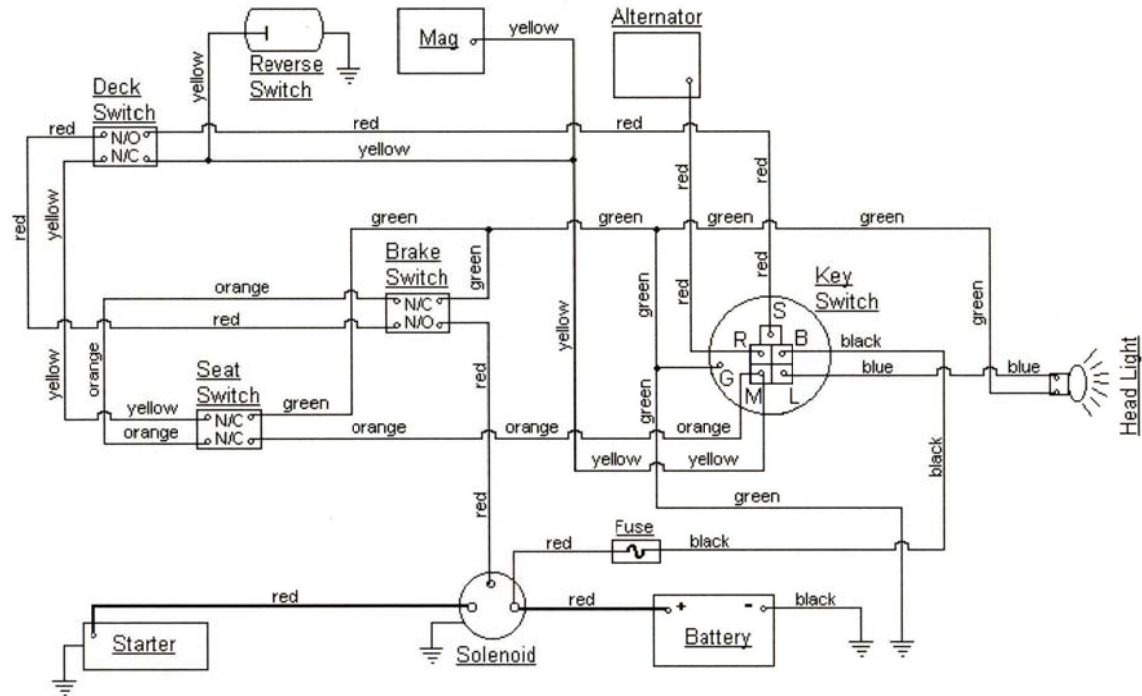 Alternator
Mag
yellow
Reverse
Switch
yellow
Deck
Switch
red
N/O
N/C
red
red
yellow
red
yellow
red
red
green
green
green
green
Brake
Switch
green
orange
N/C
N/O
red
yellow
orange
Seat
Switch
yellow
N/C
green
orange
N/C
orange
orange
orange
red
yellow
green
red
red
Key
Switch
S
R
B
black
G
blue
blue
M
L
green
Head Light
green
yellow
yellow
black
green
red
Fuse
red
black
red
red
+
-
black
Battery
Starter
Solenoid